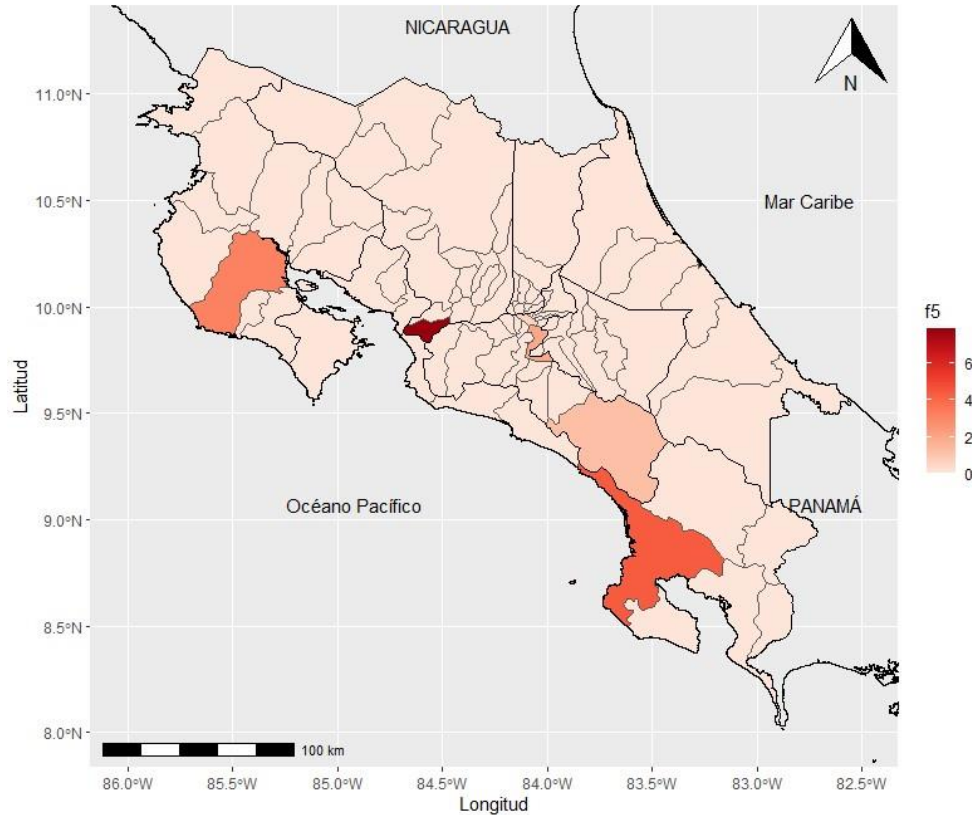 NICARAGUA
N
11.0°N
10.5°N
Mar Caribe
10.0°N
f5
6
4
2
0
Latitud
9.5°N
Océano Pacífico
PANAMÁ
9.0°N
8.5°N
8.0°N
100 km
86.0°W 85.5°W 85.0°W 84.5°W 84.0°W 83.5°W 83.0°W 82.5°W
Longitud